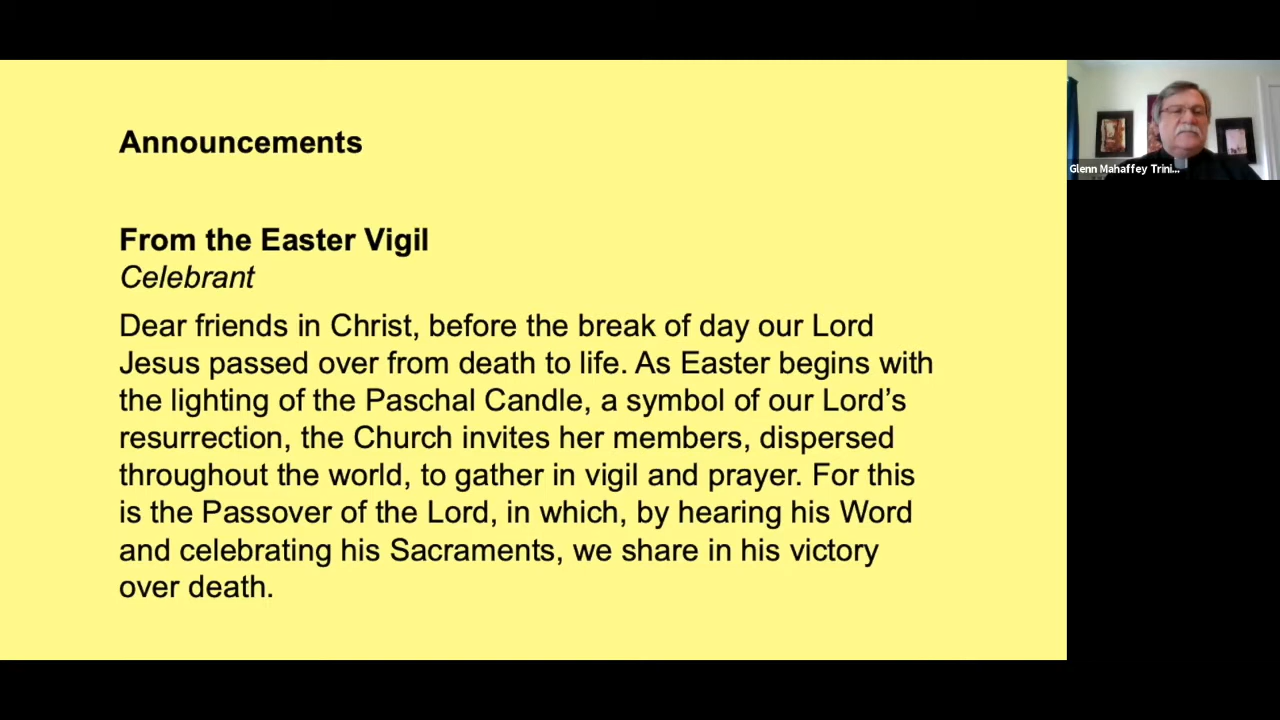 Announcements
From the Easter Vigil
Celebrant
Dear friends in Christ, before the break of day our Lord
Jesus passed over from death to life. As Easter begins with
the lighting of the Paschal Candle, a symbol of our Lord’s
resurrection, the Church invites her members, dispersed
throughout the world, to gather in vigil and prayer. For this
is the Passover of the Lord, in which, by hearing his Word
and celebrating his Sacraments, we share in his victory
over death.
Glenn Mahaffey Trini...